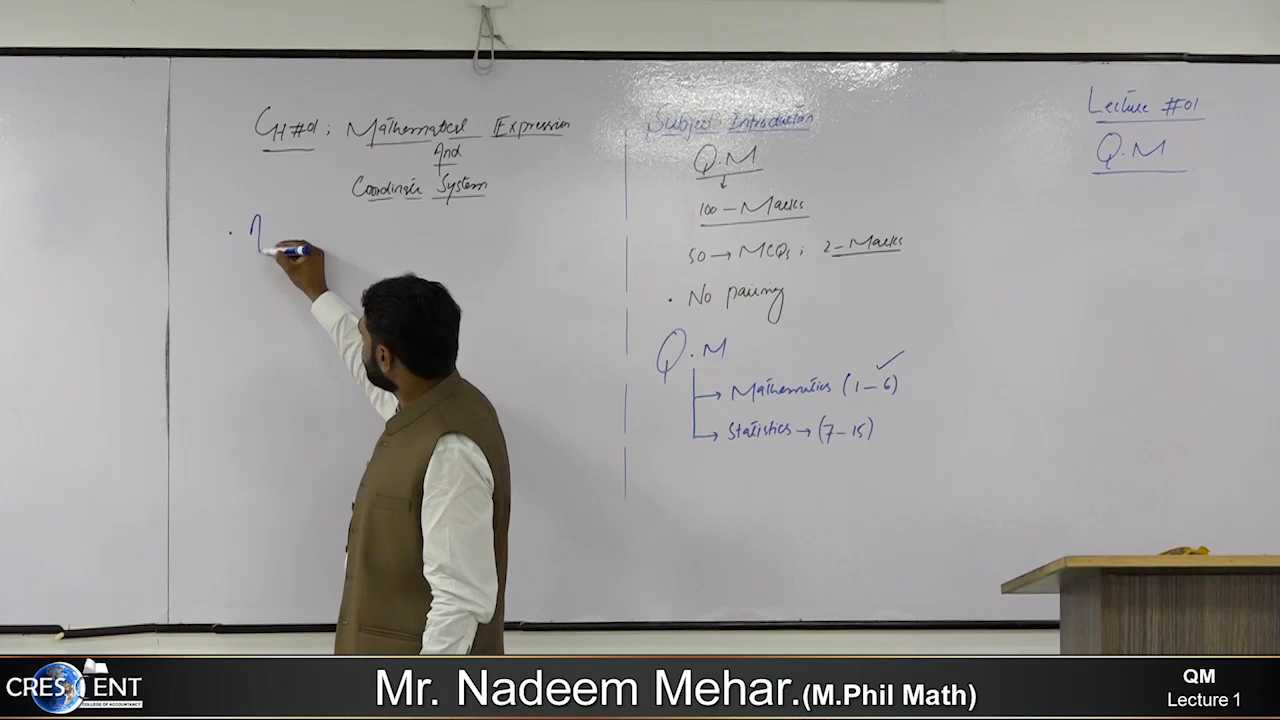 CH#01; Mathematical Expression
And
Coordinate System
Subject Introduction
Q.M
100 - Marks
50 → MCQs; 2 - Marks
. No pairing
Q.M
→ Mathematics (1 - 6) ✓
→ Statistics → (7 - 15)
Lecture #01
Q.M
CRESCENT
COLLEGE OF ACCOUNTANCY
Mr. Nadeem Mehar.(M.Phil Math)
QM
Lecture 1